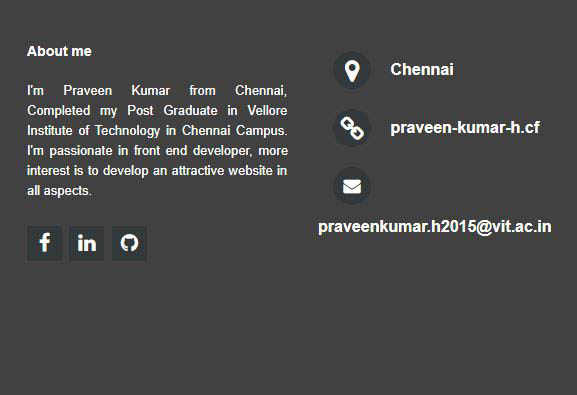 About me
I'm Praveen Kumar from Chennai,
Completed my Post Graduate in Vellore
Institute of Technology in Chennai Campus.
I'm passionate in front end developer, more
interest is to develop an attractive website in
all aspects.
Chennai
praveen-kumar-h.cf
praveenkumar.h2015@vit.ac.in